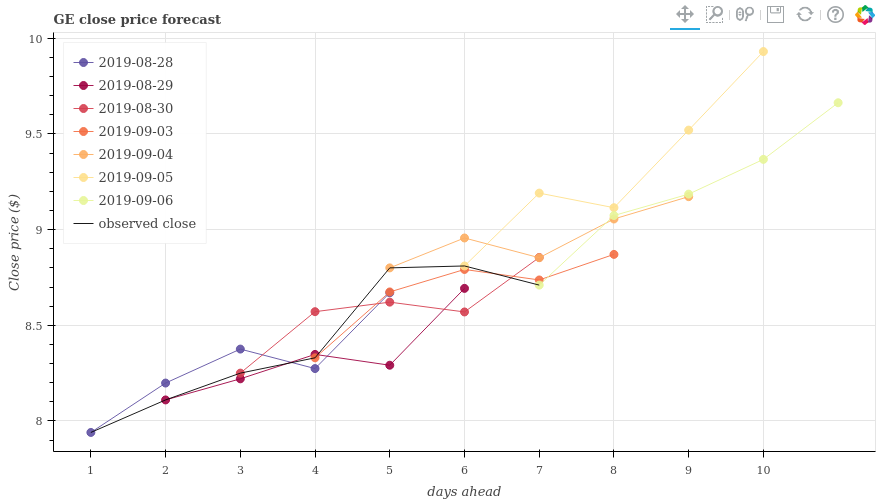 GE close price forecast
2019-08-28
2019-08-29
2019-08-30
2019-09-03
2019-09-04
2019-09-05
2019-09-06
observed close
Close price ($)
10
9.5
9
8.5
8
1 2 3 4 5 6 7 8 9 10
days ahead